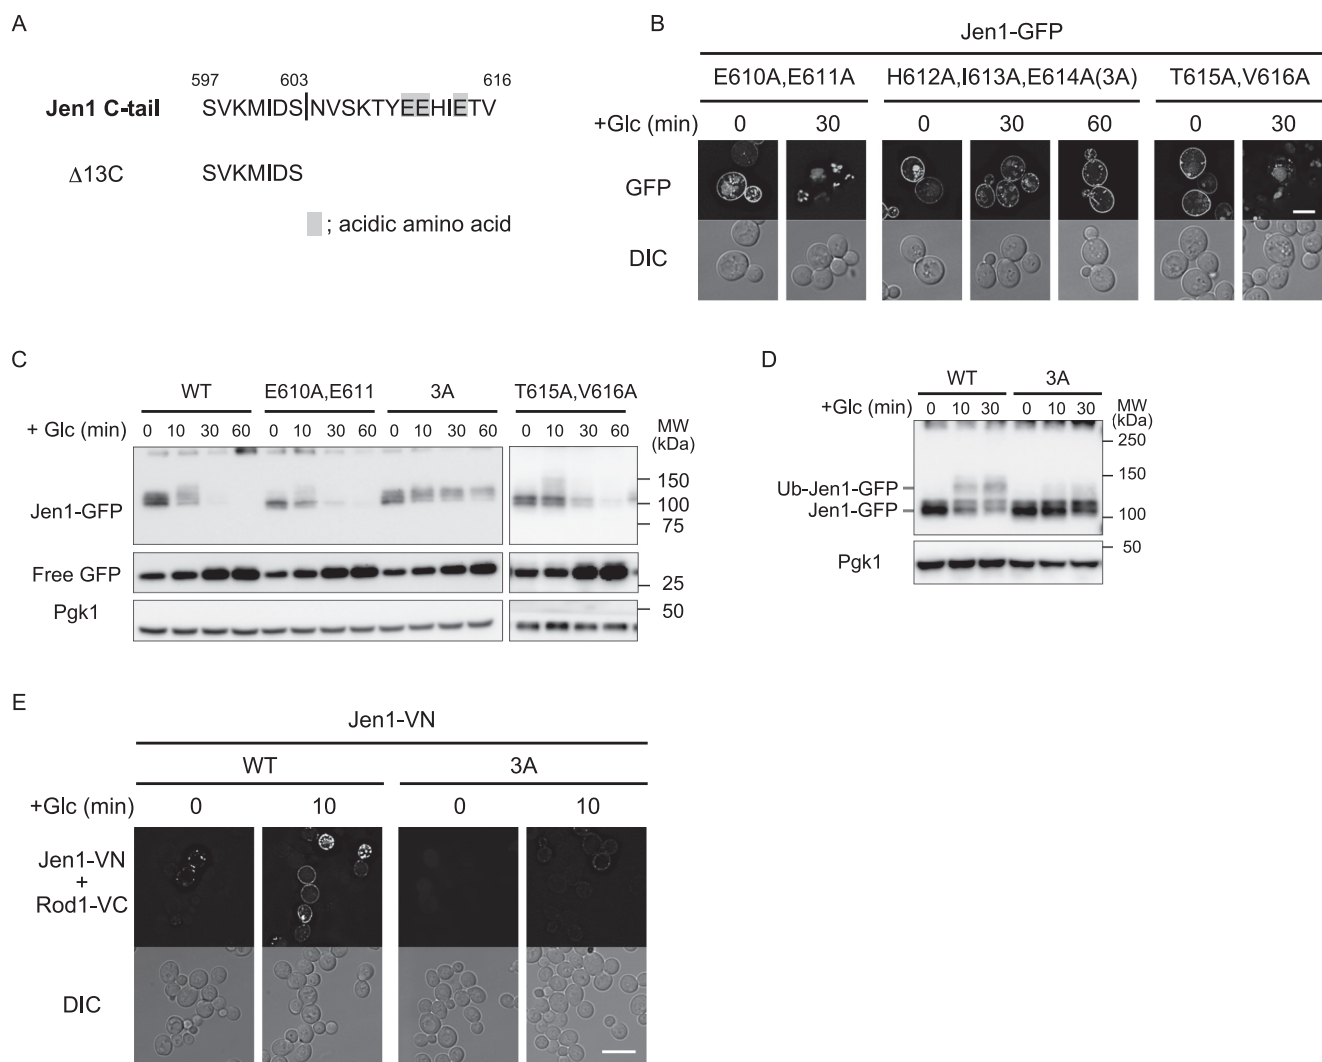 A
597 603 616
Jen1 C-tail SVKMIDS|NVSKTYEEHIETV
Δ13C SVKMIDS
; acidic amino acid
B
Jen1-GFP
E610A,E611A H612A,I613A,E614A(3A) T615A,V616A
+Glc (min) 0 30 0 30 60 0 30
GFP
DIC
C
WT E610A,E611 3A T615A,V616A
+ Glc (min) 0 10 30 60 0 10 30 60 0 10 30 60 0 10 30 60 MW
(kDa)
Jen1-GFP
150
100
75
Free GFP
25
Pgk1
50
D
WT 3A
+Glc (min) 0 10 30 0 10 30 MW
(kDa)
250
Ub-Jen1-GFP 150
Jen1-GFP 100
50
Pgk1
E
Jen1-VN
WT 3A
+Glc (min) 0 10 0 10
Jen1-VN
+
Rod1-VC
DIC